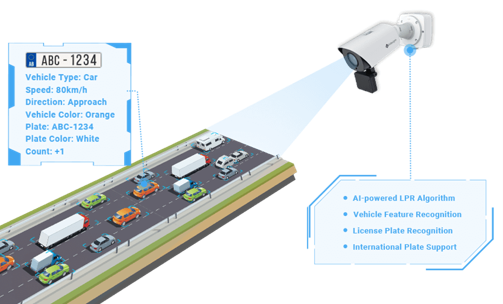 ABC - 1234
Vehicle Type: Car
Speed: 80km/h
Direction: Approach
Vehicle Color: Orange
Plate: ABC-1234
Plate Color: White
Count: +1
AI-powered LPR Algorithm
Vehicle Feature Recognition
License Plate Recognition
International Plate Support